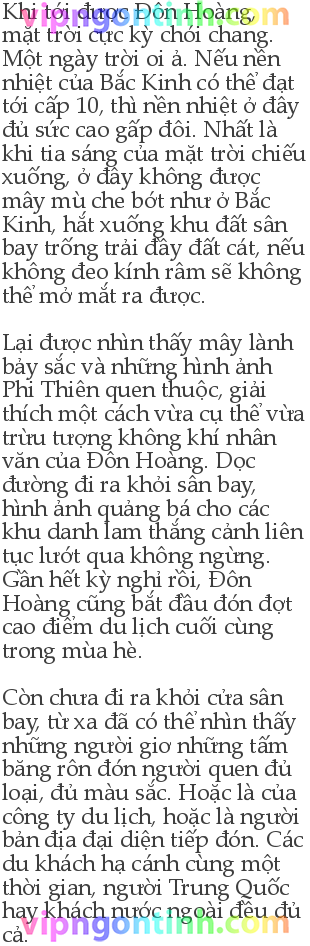 vipngontinh.com
Khi tới được Đôn Hoàng,
mặt trời cực kỳ chói chang.
Một ngày trời oi ả. Nếu nền
nhiệt của Bắc Kinh có thể đạt
tới cấp 10, thì nền nhiệt ở đây
đủ sức cao gấp đôi. Nhất là
khi tia sáng của mặt trời chiếu
xuống, ở đây không được
mây mù che bớt như ở Bắc
Kinh, hắt xuống khu đất sân
bay trống trải đầy đất cát, nếu
không đeo kính râm sẽ không
thể mở mắt ra được.
Lại được nhìn thấy mây lành
bảy sắc và những hình ảnh
Phi Thiên quen thuộc, giải
thích một cách vừa cụ thể vừa
trừu tượng không khí nhân
văn của Đôn Hoàng. Dọc
đường đi ra khỏi sân bay,
hình ảnh quảng bá cho các
khu danh lam thắng cảnh liên
tục lướt qua không ngừng.
Gần hết kỳ nghỉ rồi, Đôn
Hoàng cũng bắt đầu đón đợt
cao điểm du lịch cuối cùng
trong mùa hè.
Còn chưa đi ra khỏi cửa sân
bay, từ xa đã có thể nhìn thấy
những người giơ những tấm
băng rôn đón người quen đủ
loại, đủ màu sắc. Hoặc là của
công ty du lịch, hoặc là người
bản địa đại diện tiếp đón. Các
du khách hạ cánh cùng một
thời gian, người Trung Quốc
hay khách nước ngoài đều đủ
cả.
vipngontinh.com